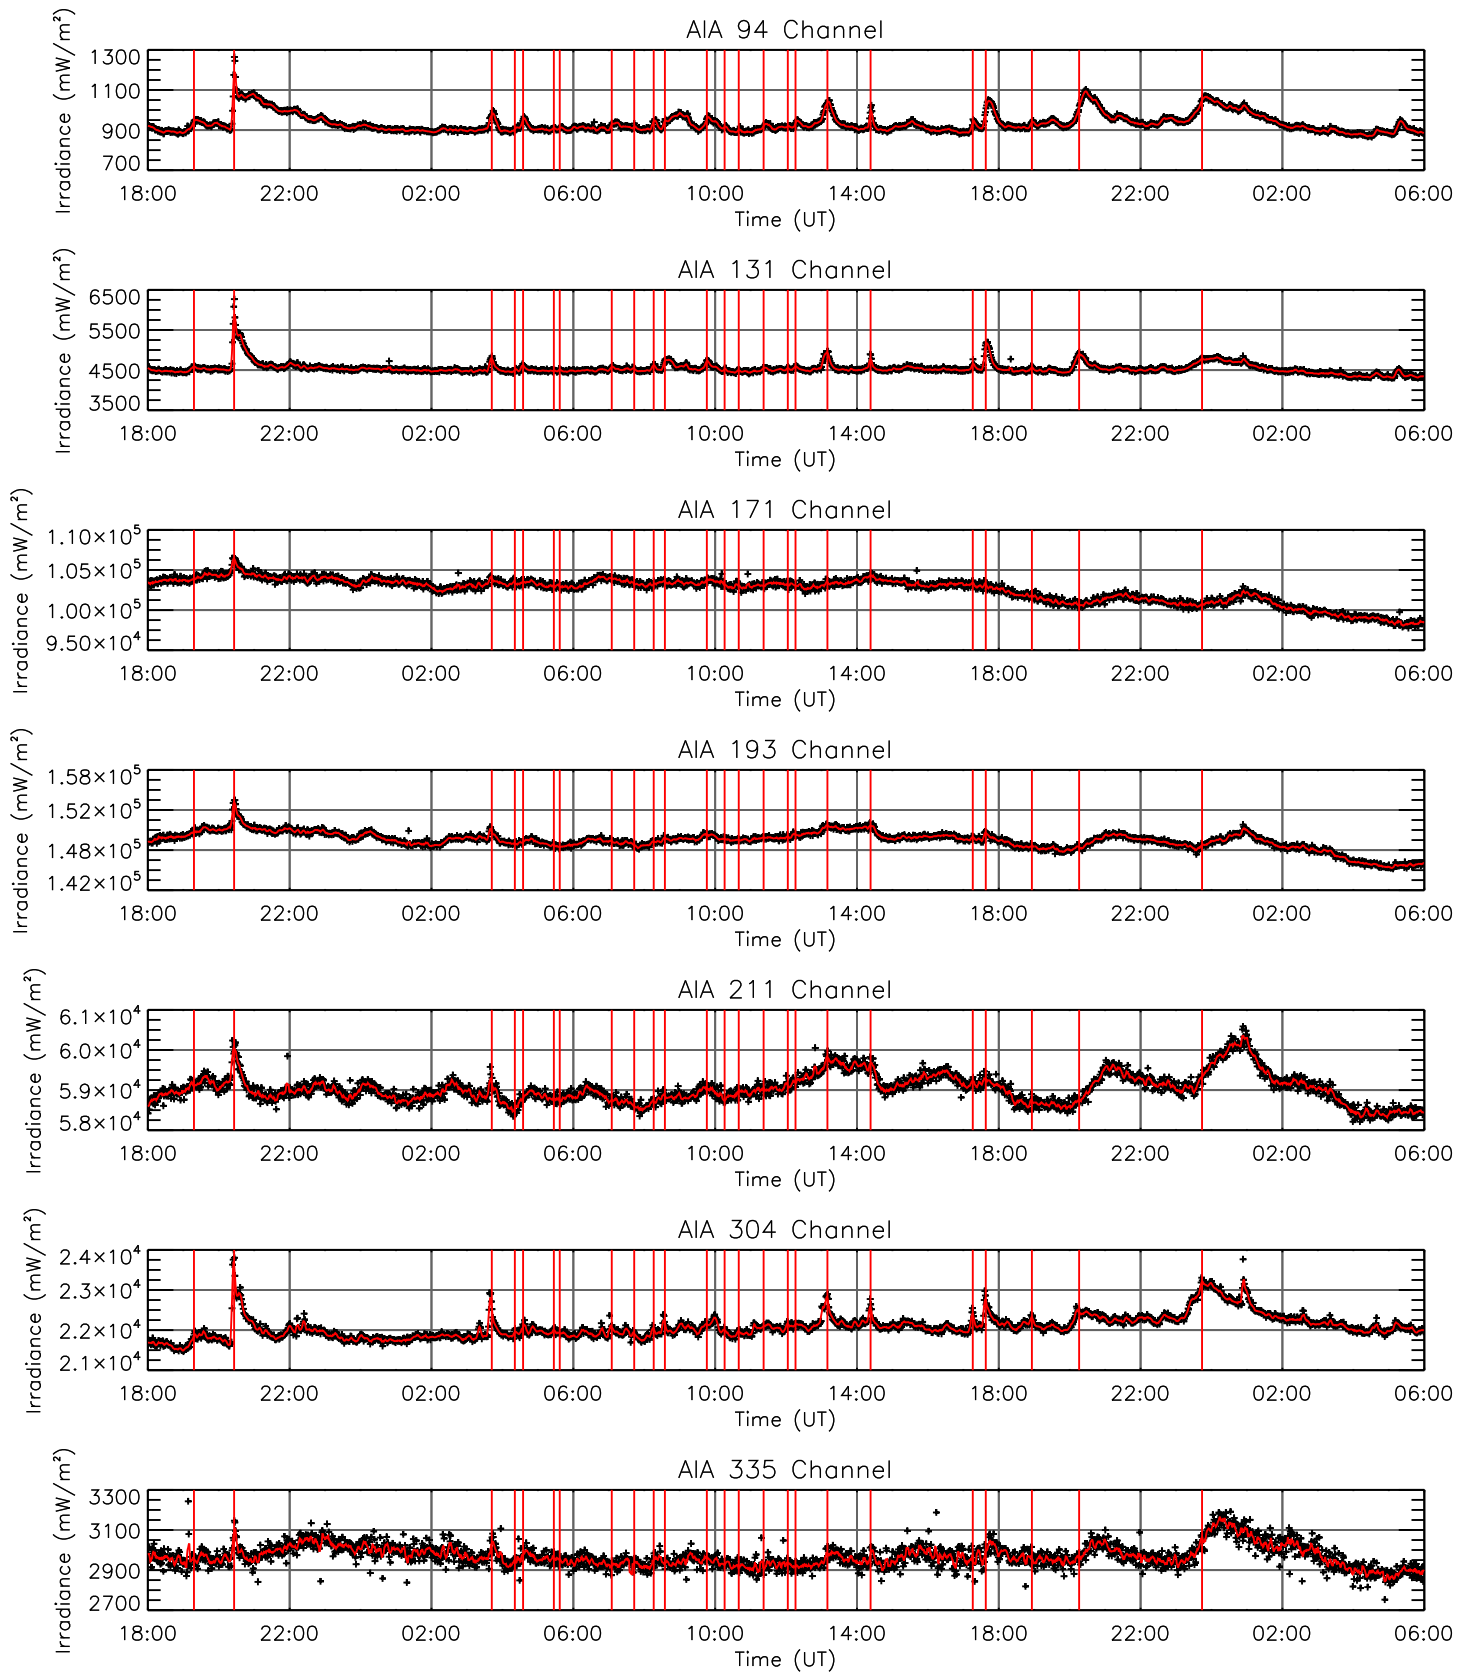 AIA 94 Channel
Irradiance (mW/m²)
1300
1100
900
700
18:00 22:00 02:00 06:00 10:00 14:00 18:00 22:00 02:00 06:00
Time (UT)
AIA 131 Channel
Irradiance (mW/m²)
6500
5500
4500
3500
18:00 22:00 02:00 06:00 10:00 14:00 18:00 22:00 02:00 06:00
Time (UT)
AIA 171 Channel
Irradiance (mW/m²)
1.10×10⁵
1.05×10⁵
1.00×10⁵
9.50×10⁴
18:00 22:00 02:00 06:00 10:00 14:00 18:00 22:00 02:00 06:00
Time (UT)
AIA 193 Channel
Irradiance (mW/m²)
1.58×10⁵
1.52×10⁵
1.48×10⁵
1.42×10⁵
18:00 22:00 02:00 06:00 10:00 14:00 18:00 22:00 02:00 06:00
Time (UT)
AIA 211 Channel
Irradiance (mW/m²)
6.1×10⁴
6.0×10⁴
5.9×10⁴
5.8×10⁴
18:00 22:00 02:00 06:00 10:00 14:00 18:00 22:00 02:00 06:00
Time (UT)
AIA 304 Channel
Irradiance (mW/m²)
2.4×10⁴
2.3×10⁴
2.2×10⁴
2.1×10⁴
18:00 22:00 02:00 06:00 10:00 14:00 18:00 22:00 02:00 06:00
Time (UT)
AIA 335 Channel
Irradiance (mW/m²)
3300
3100
2900
2700
18:00 22:00 02:00 06:00 10:00 14:00 18:00 22:00 02:00 06:00
Time (UT)